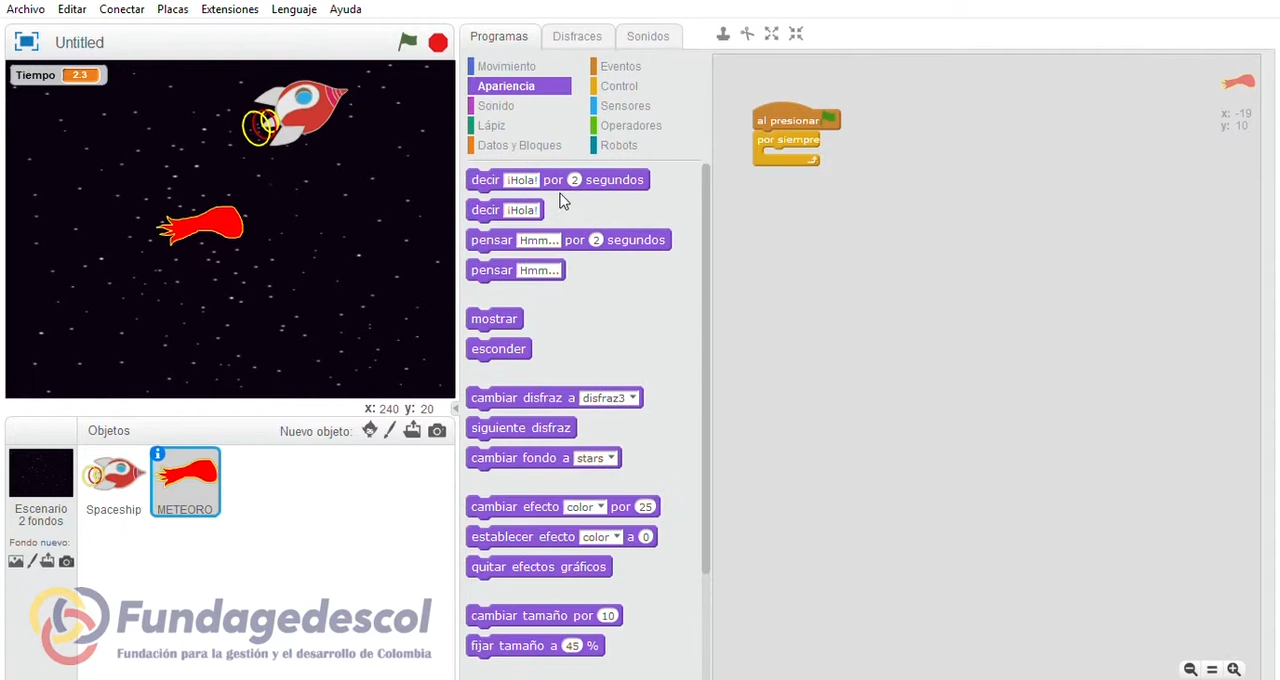 Archivo Editar Conectar Placas Extensiones Lenguaje Ayuda
Untitled
Tiempo 2.3
x: 240 y: 20
Objetos Nuevo objeto:
Escenario
2 fondos
Fondo nuevo:
Spaceship
METEORO
Fundagedescol
Fundación para la gestión y el desarrollo de Colombia
Programas Disfraces Sonidos
Movimiento Eventos
Apariencia Control
Sonido Sensores
Lápiz Operadores
Datos y Bloques Robots
decir ¡Hola! por 2 segundos
decir ¡Hola!
pensar Hmm... por 2 segundos
pensar Hmm...
mostrar
esconder
cambiar disfraz a disfraz3
siguiente disfraz
cambiar fondo a stars
cambiar efecto color por 25
establecer efecto color a 0
quitar efectos gráficos
cambiar tamaño por 10
fijar tamaño a 45 %
al presionar
por siempre
x: -19
y: 10